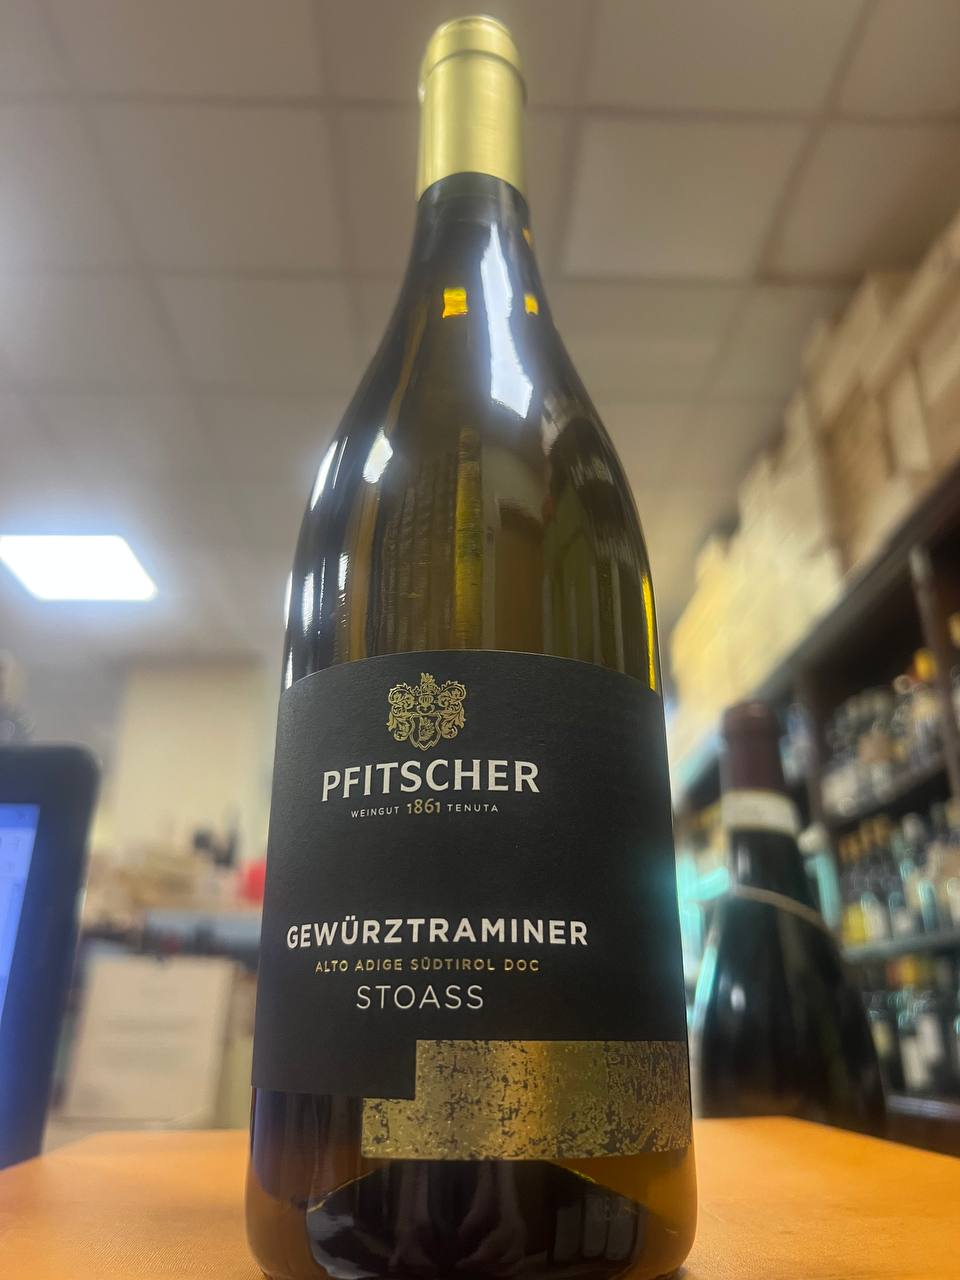 PFITSCHER
WEINGUT 1861 TENUTA
GEWÜRZTRAMINER
ALTO ADIGE SÜDTIROL DOC
STOASS